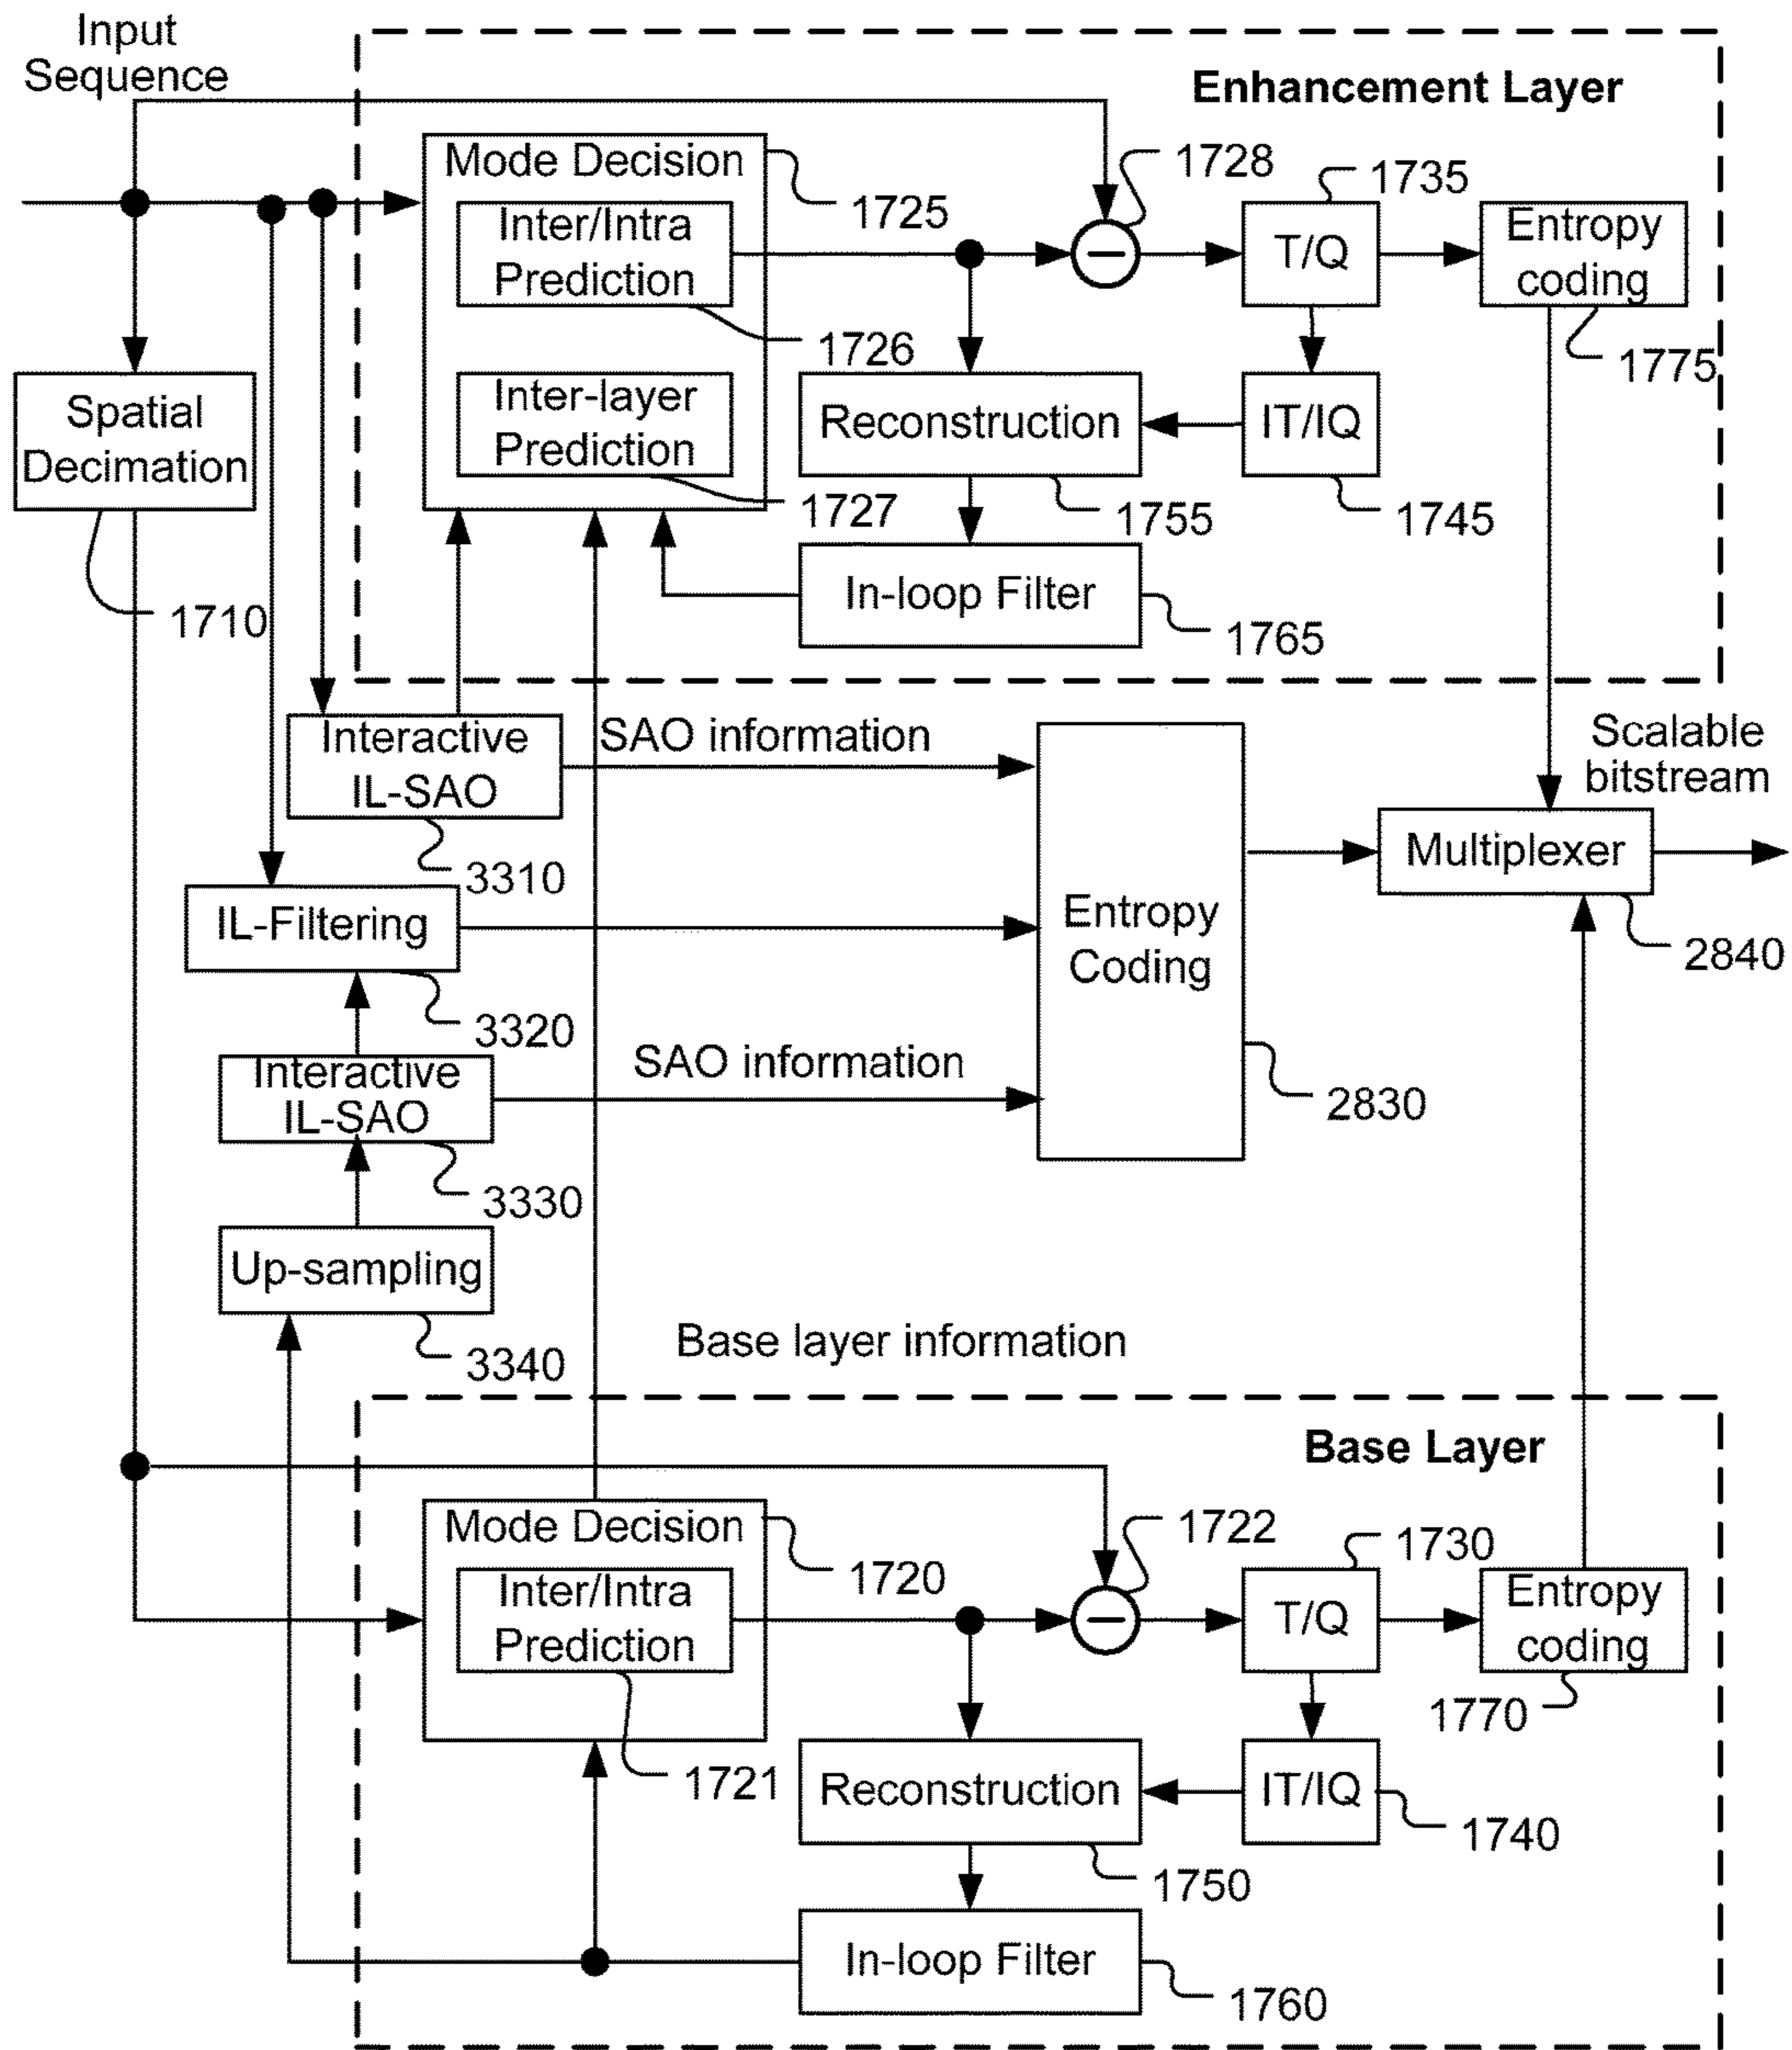 Input
Sequence
Enhancement Layer
Mode Decision
1725
Inter/Intra
Prediction
1726
Inter-layer
Prediction
1727
1728
1735
T/Q
Entropy
coding
1775
Spatial
Decimation
1710
Reconstruction
1755
IT/IQ
1745
In-loop Filter
1765
Interactive
IL-SAO
3310
SAO information
Scalable
bitstream
Multiplexer
2840
IL-Filtering
3320
Entropy
Coding
2830
Interactive
IL-SAO
3330
SAO information
Up-sampling
3340
Base layer information
Base Layer
Mode Decision
1720
Inter/Intra
Prediction
1721
1722
1730
T/Q
Entropy
coding
1770
Reconstruction
1750
IT/IQ
1740
In-loop Filter
1760